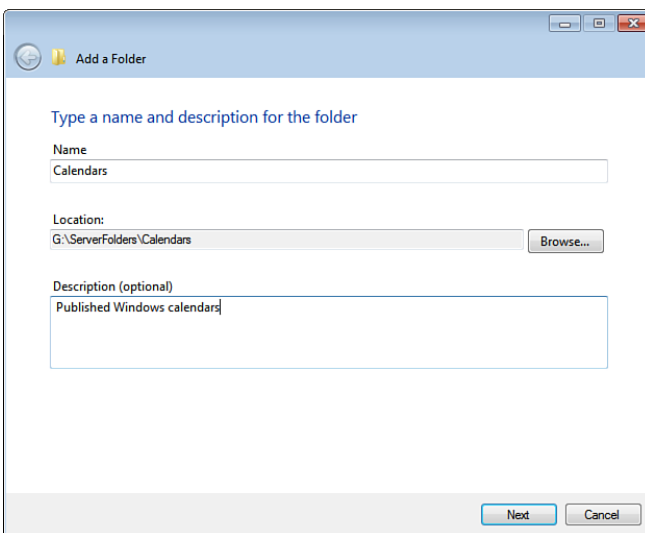 Add a Folder
Type a name and description for the folder
Name
Calendars
Location:
G:\ServerFolders\Calendars
Browse...
Description (optional)
Published Windows calendars
Next
Cancel